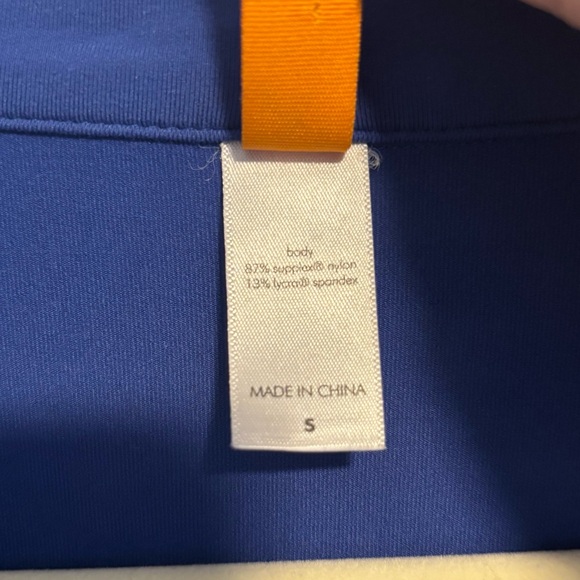 body
87% supplex® nylon
13% lycra® spandex
MADE IN CHINA
S